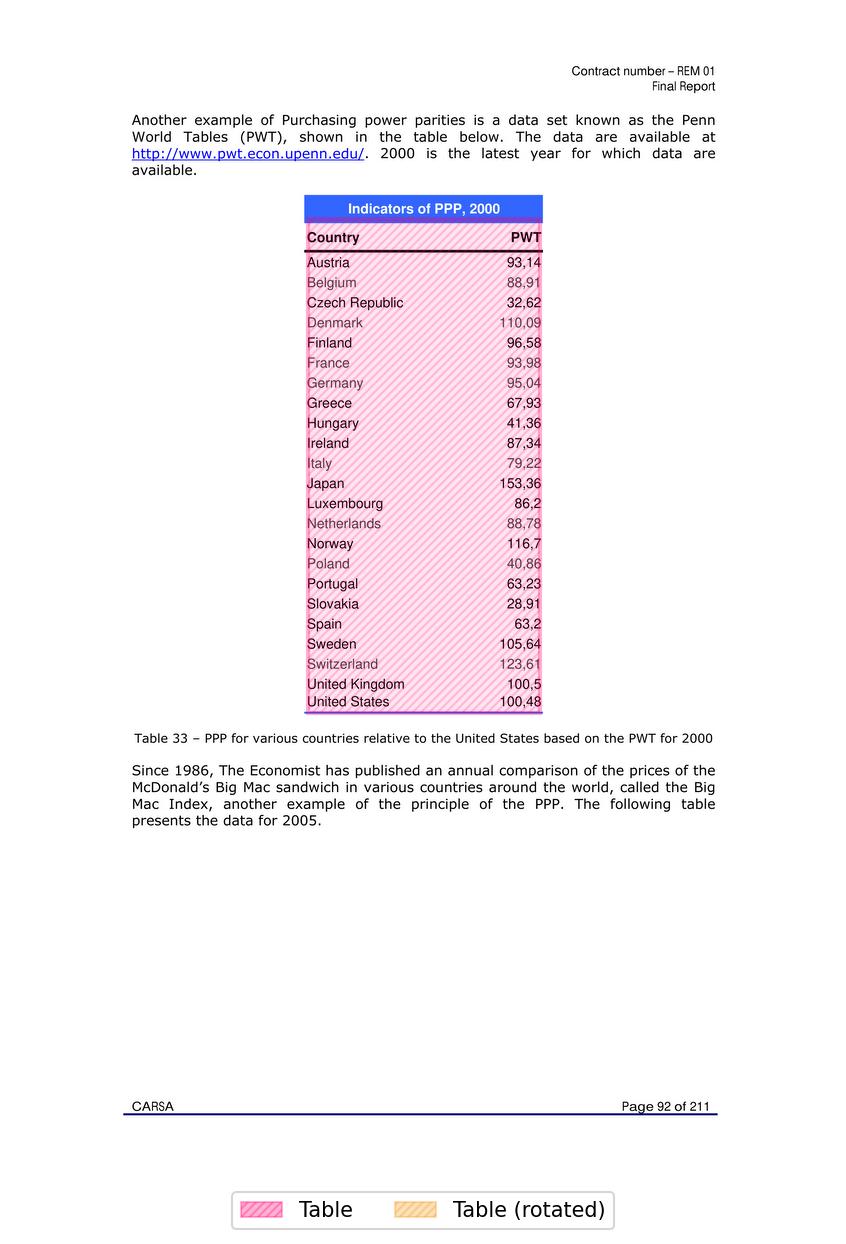 Contract number – REM 01
Final Report
Another example of Purchasing power parities is a data set known as the Penn
World Tables (PWT), shown in the table below. The data are available at
http://www.pwt.econ.upenn.edu/. 2000 is the latest year for which data are
available.
Indicators of PPP, 2000
Country PWT
Austria 93,14
Belgium 88,91
Czech Republic 32,62
Denmark 110,09
Finland 96,58
France 93,98
Germany 95,04
Greece 67,93
Hungary 41,36
Ireland 87,34
Italy 79,22
Japan 153,36
Luxembourg 86,2
Netherlands 88,78
Norway 116,7
Poland 40,86
Portugal 63,23
Slovakia 28,91
Spain 63,2
Sweden 105,64
Switzerland 123,61
United Kingdom 100,5
United States 100,48
Table 33 – PPP for various countries relative to the United States based on the PWT for 2000
Since 1986, The Economist has published an annual comparison of the prices of the
McDonald’s Big Mac sandwich in various countries around the world, called the Big
Mac Index, another example of the principle of the PPP. The following table
presents the data for 2005.
CARSA Page 92 of 211
Table Table (rotated)